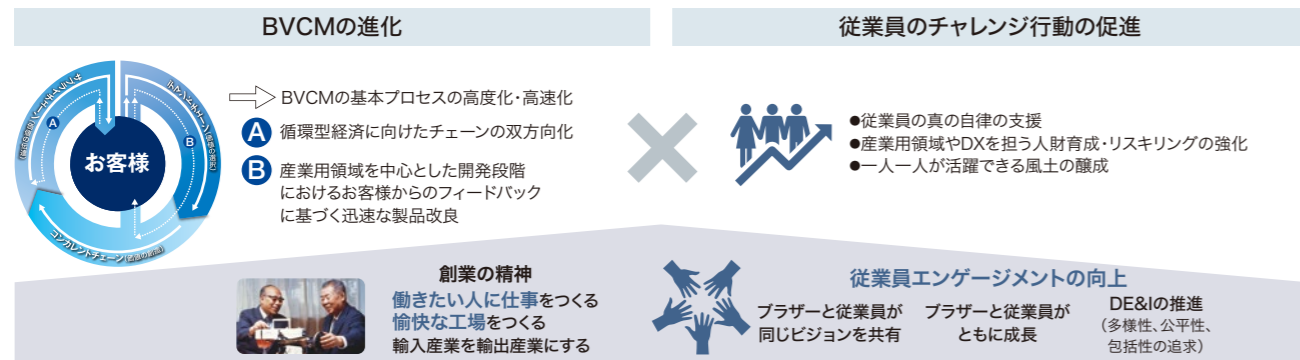 BVCMの進化
従業員のチャレンジ行動の促進
A
B
お客様
コンカレントチェーン
BVCMの基本プロセスの高度化・高速化
A 循環型経済に向けたチェーンの双方向化
B 産業用領域を中心とした開発段階
におけるお客様からのフィードバック
に基づく迅速な製品改良
●従業員の真の自律の支援
●産業用領域やDXを担う人財育成・リスキリングの強化
●一人一人が活躍できる風土の醸成
創業の精神
働きたい人に仕事をつくる
愉快な工場をつくる
輸入産業を輸出産業にする
従業員エンゲージメントの向上
ブラザーと従業員が
同じビジョンを共有
ブラザーと従業員が
ともに成長
DE&Iの推進
（多様性、公平性、
包括性の追求）